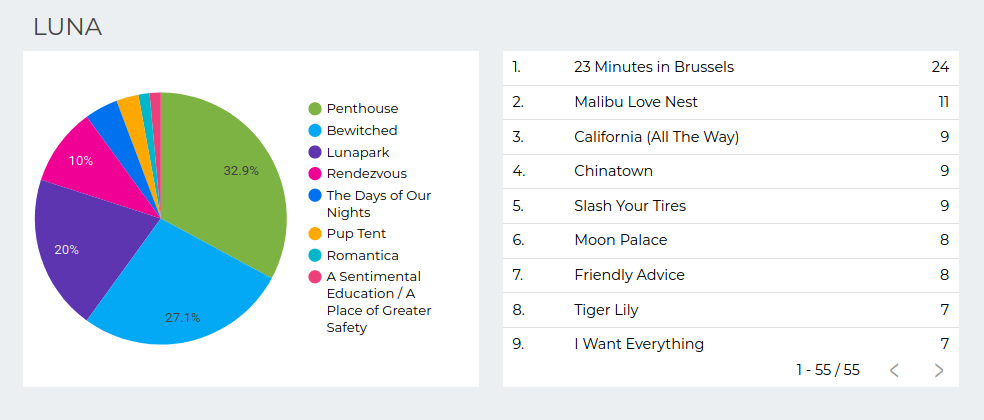 LUNA
32.9%
27.1%
20%
10%
Penthouse
Bewitched
Lunapark
Rendezvous
The Days of Our
Nights
Pup Tent
Romantica
A Sentimental
Education / A
Place of Greater
Safety
1. 23 Minutes in Brussels 24
2. Malibu Love Nest 11
3. California (All The Way) 9
4. Chinatown 9
5. Slash Your Tires 9
6. Moon Palace 8
7. Friendly Advice 8
8. Tiger Lily 7
9. I Want Everything 7
1 - 55 / 55